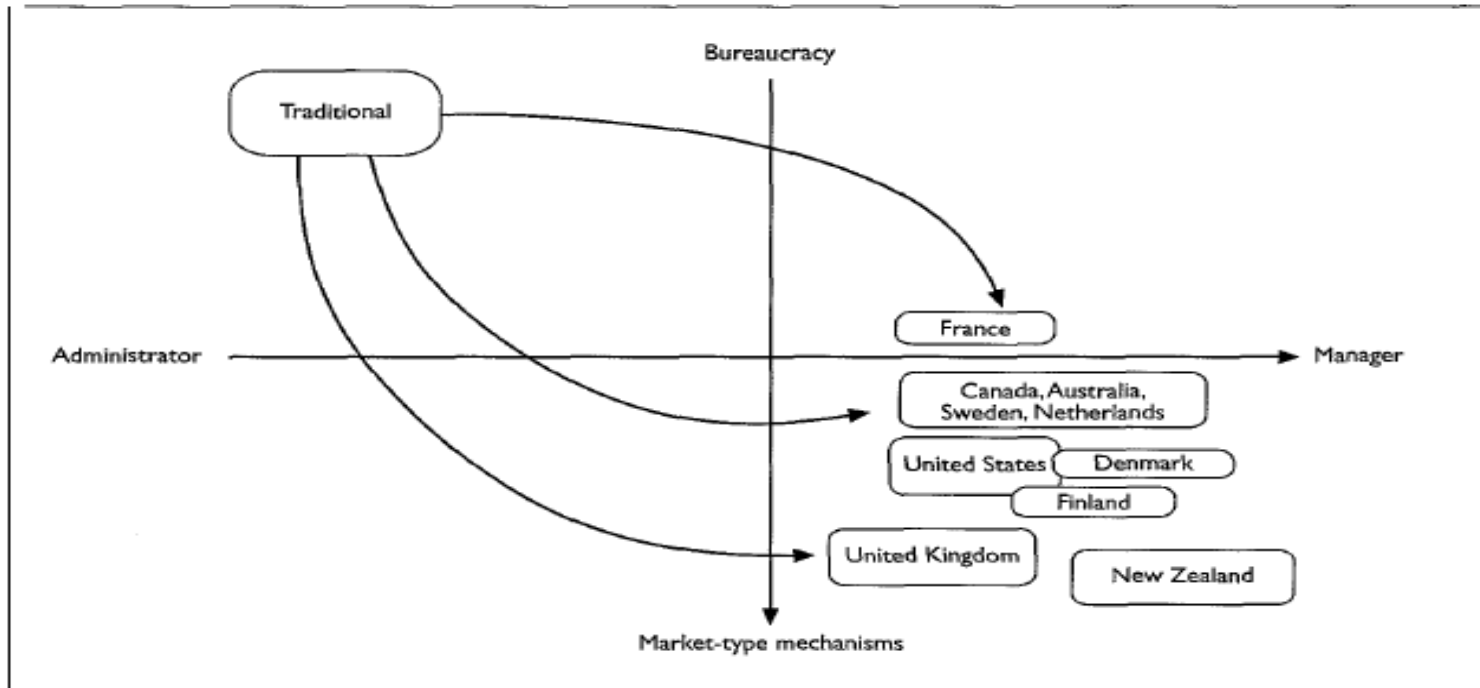 Bureaucracy
Traditional
France
Administrator
Manager
Canada, Australia,
Sweden, Netherlands
United States
Denmark
Finland
United Kingdom
New Zealand
Market-type mechanisms